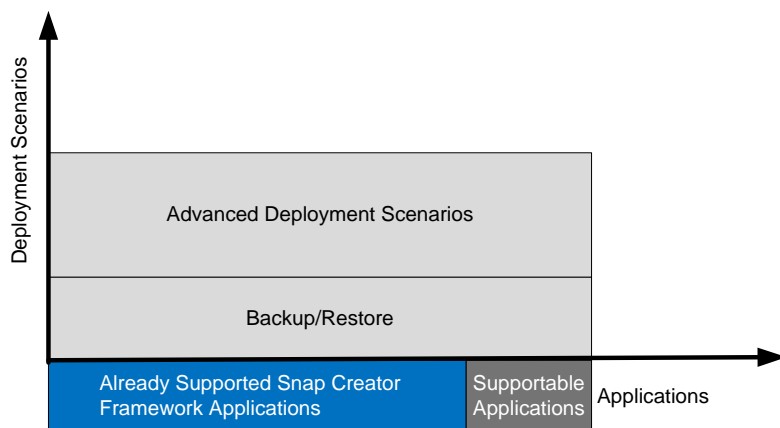 Deployment Scenarios
Advanced Deployment Scenarios
Backup/Restore
Already Supported Snap Creator
Framework Applications
Supportable
Applications
Applications